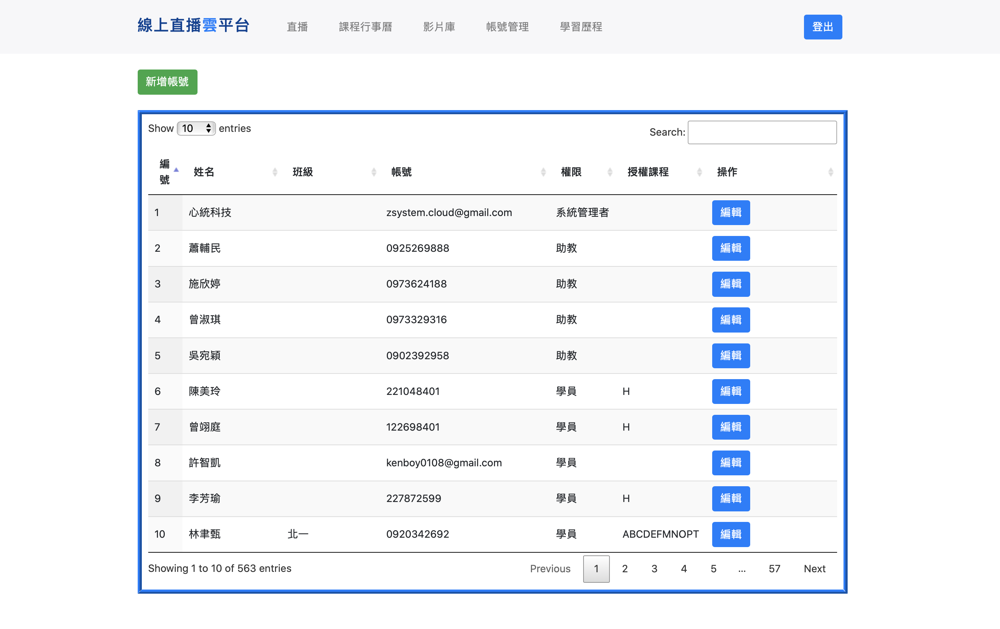 線上直播雲平台 直播 課程行事曆 影片庫 帳號管理 學習歷程 登出
新增帳號
Show 10 entries Search:
編號 姓名 班級 帳號 權限 授權課程 操作
1 心統科技 zsystem.cloud@gmail.com 系統管理者 編輯
2 蕭輔民 0925269888 助教 編輯
3 施欣婷 0973624188 助教 編輯
4 曾淑琪 0973329316 助教 編輯
5 吳宛穎 0902392958 助教 編輯
6 陳美玲 221048401 學員 H 編輯
7 曾翊庭 122698401 學員 H 編輯
8 許智凱 kenboy0108@gmail.com 學員 編輯
9 李芳瑜 227872599 學員 H 編輯
10 林聿甄 北一 0920342692 學員 ABCDEFMNOPT 編輯
Showing 1 to 10 of 563 entries Previous 1 2 3 4 5 … 57 Next